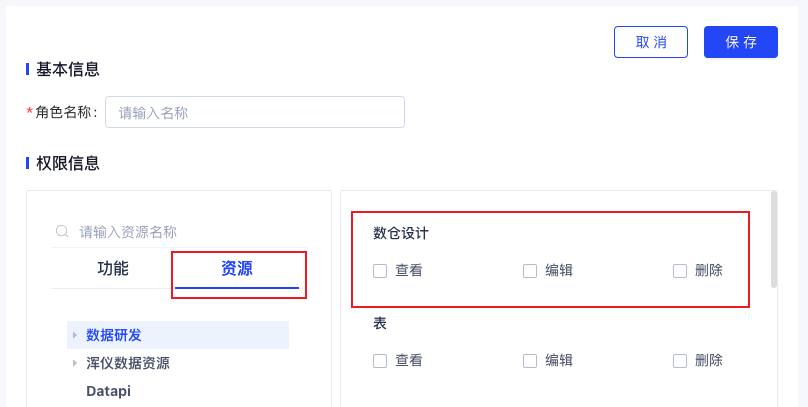 取消 保存
基本信息
*角色名称: 请输入名称
权限信息
请输入资源名称
功能 资源
数据研发
浑仪数据资源
Datapi
数仓设计
查看 编辑 删除
表
查看 编辑 删除